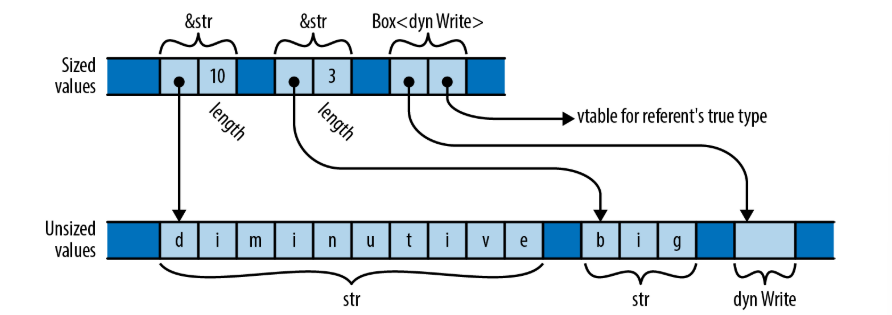 &str &str Box<dyn Write>
Sized
values
10 3
length length
vtable for referent's true type
Unsized
values
d i m i n u t i v e b i g
str str dyn Write